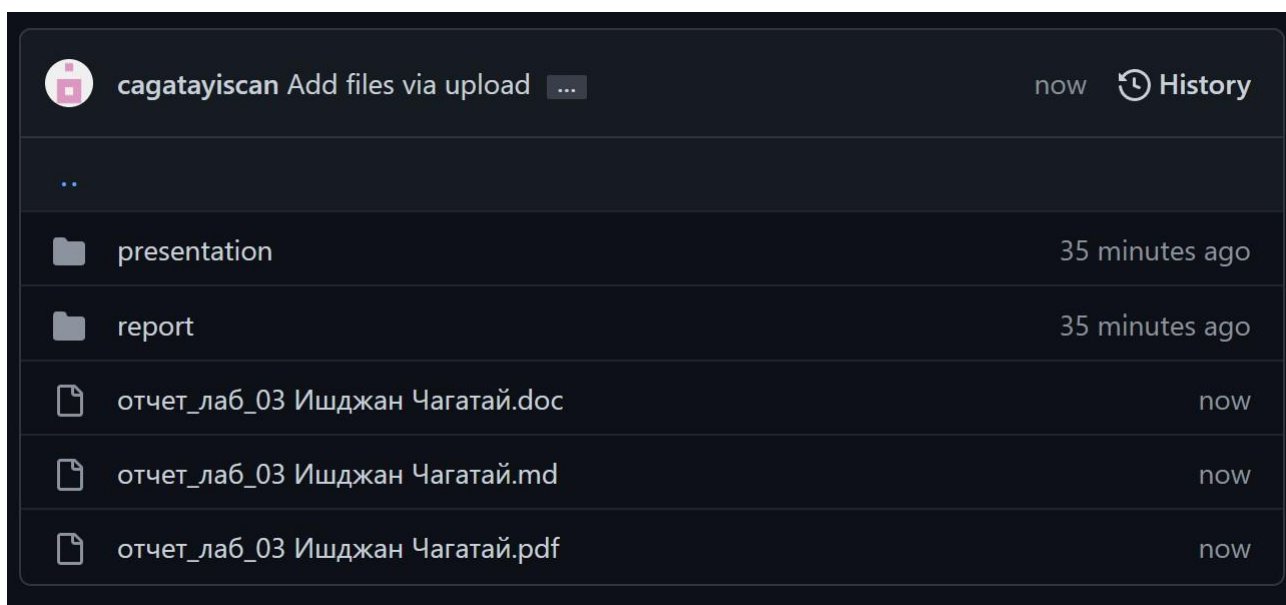 cagatayiscan Add files via upload ... now History
..
presentation 35 minutes ago
report 35 minutes ago
отчет_лаб_03 Ишджан Чагатай.doc now
отчет_лаб_03 Ишджан Чагатай.md now
отчет_лаб_03 Ишджан Чагатай.pdf now